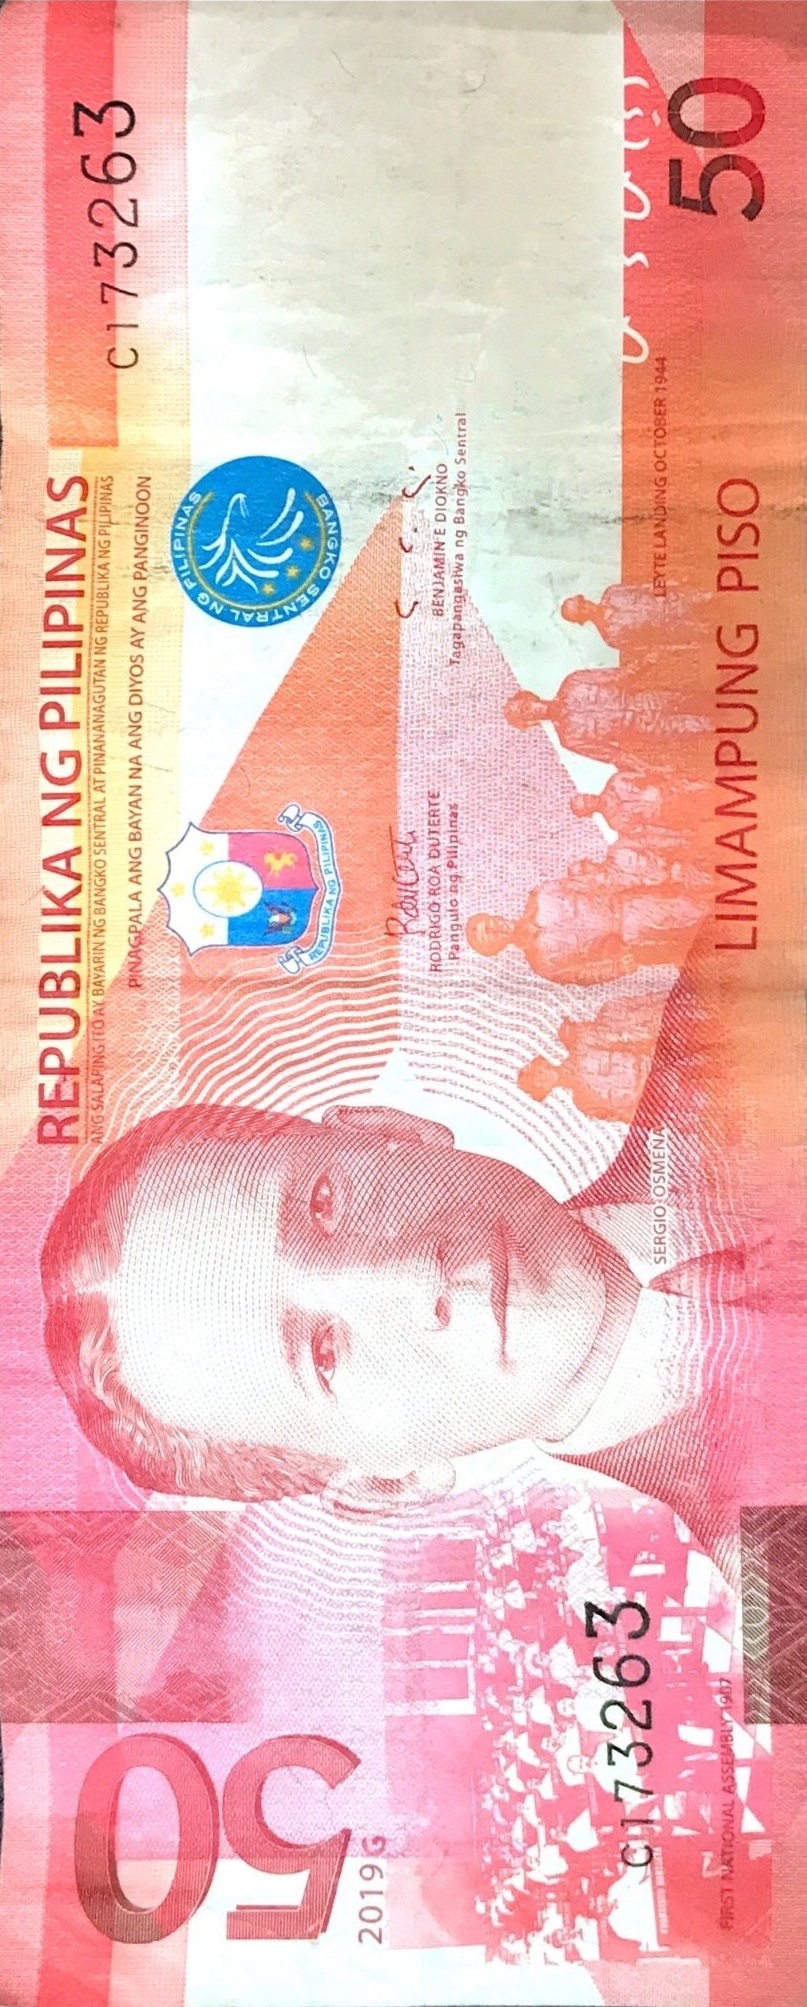 REPUBLIKA NG PILIPINAS
ANG SALAPING ITO AY BAYARIN NG BANGKO SENTRAL AT PINANANAGUTAN NG REPUBLIKA NG PILIPINAS
PINAGPALA ANG BAYAN NA ANG DIYOS AY ANG PANGINOON
C173263
50
2019 G
REPUBLIKA NG PILIPINAS
BANGKO SENTRAL NG PILIPINAS
RODRIGO ROA DUTERTE
Pangulo ng Pilipinas
BENJAMIN E DIOKNO
Tagapangasiwa ng Bangko Sentral
C173263
FIRST NATIONAL ASSEMBLY 1907
SERGIO OSMEÑA
LEYTE LANDING OCTOBER 1944
LIMAMPUNG PISO
50